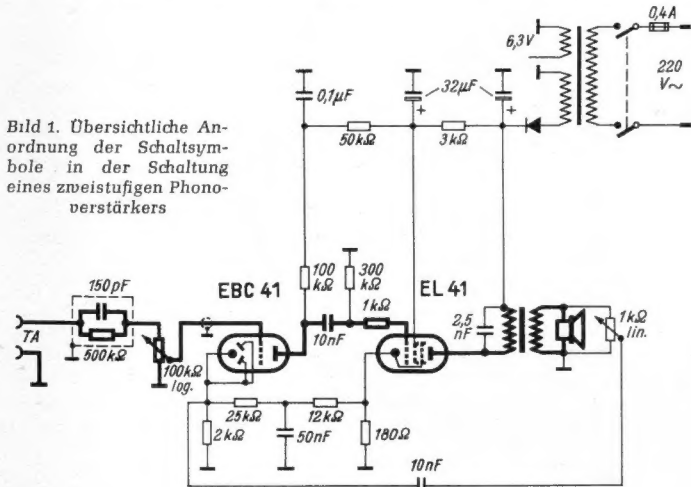 0,4A
6,3V
220
V~
0,1µF
32µF
+
+
50kΩ
3kΩ
Bild 1. Übersichtliche An-
ordnung der Schaltsym-
bole in der Schaltung
eines zweistufigen Phono-
verstärkers
150pF
EBC 41
100
kΩ
300
kΩ
EL 41
1kΩ
TA
500kΩ
100kΩ
log.
10nF
2,5
nF
1kΩ
lin.
25kΩ
12kΩ
2kΩ
50nF
180Ω
10nF